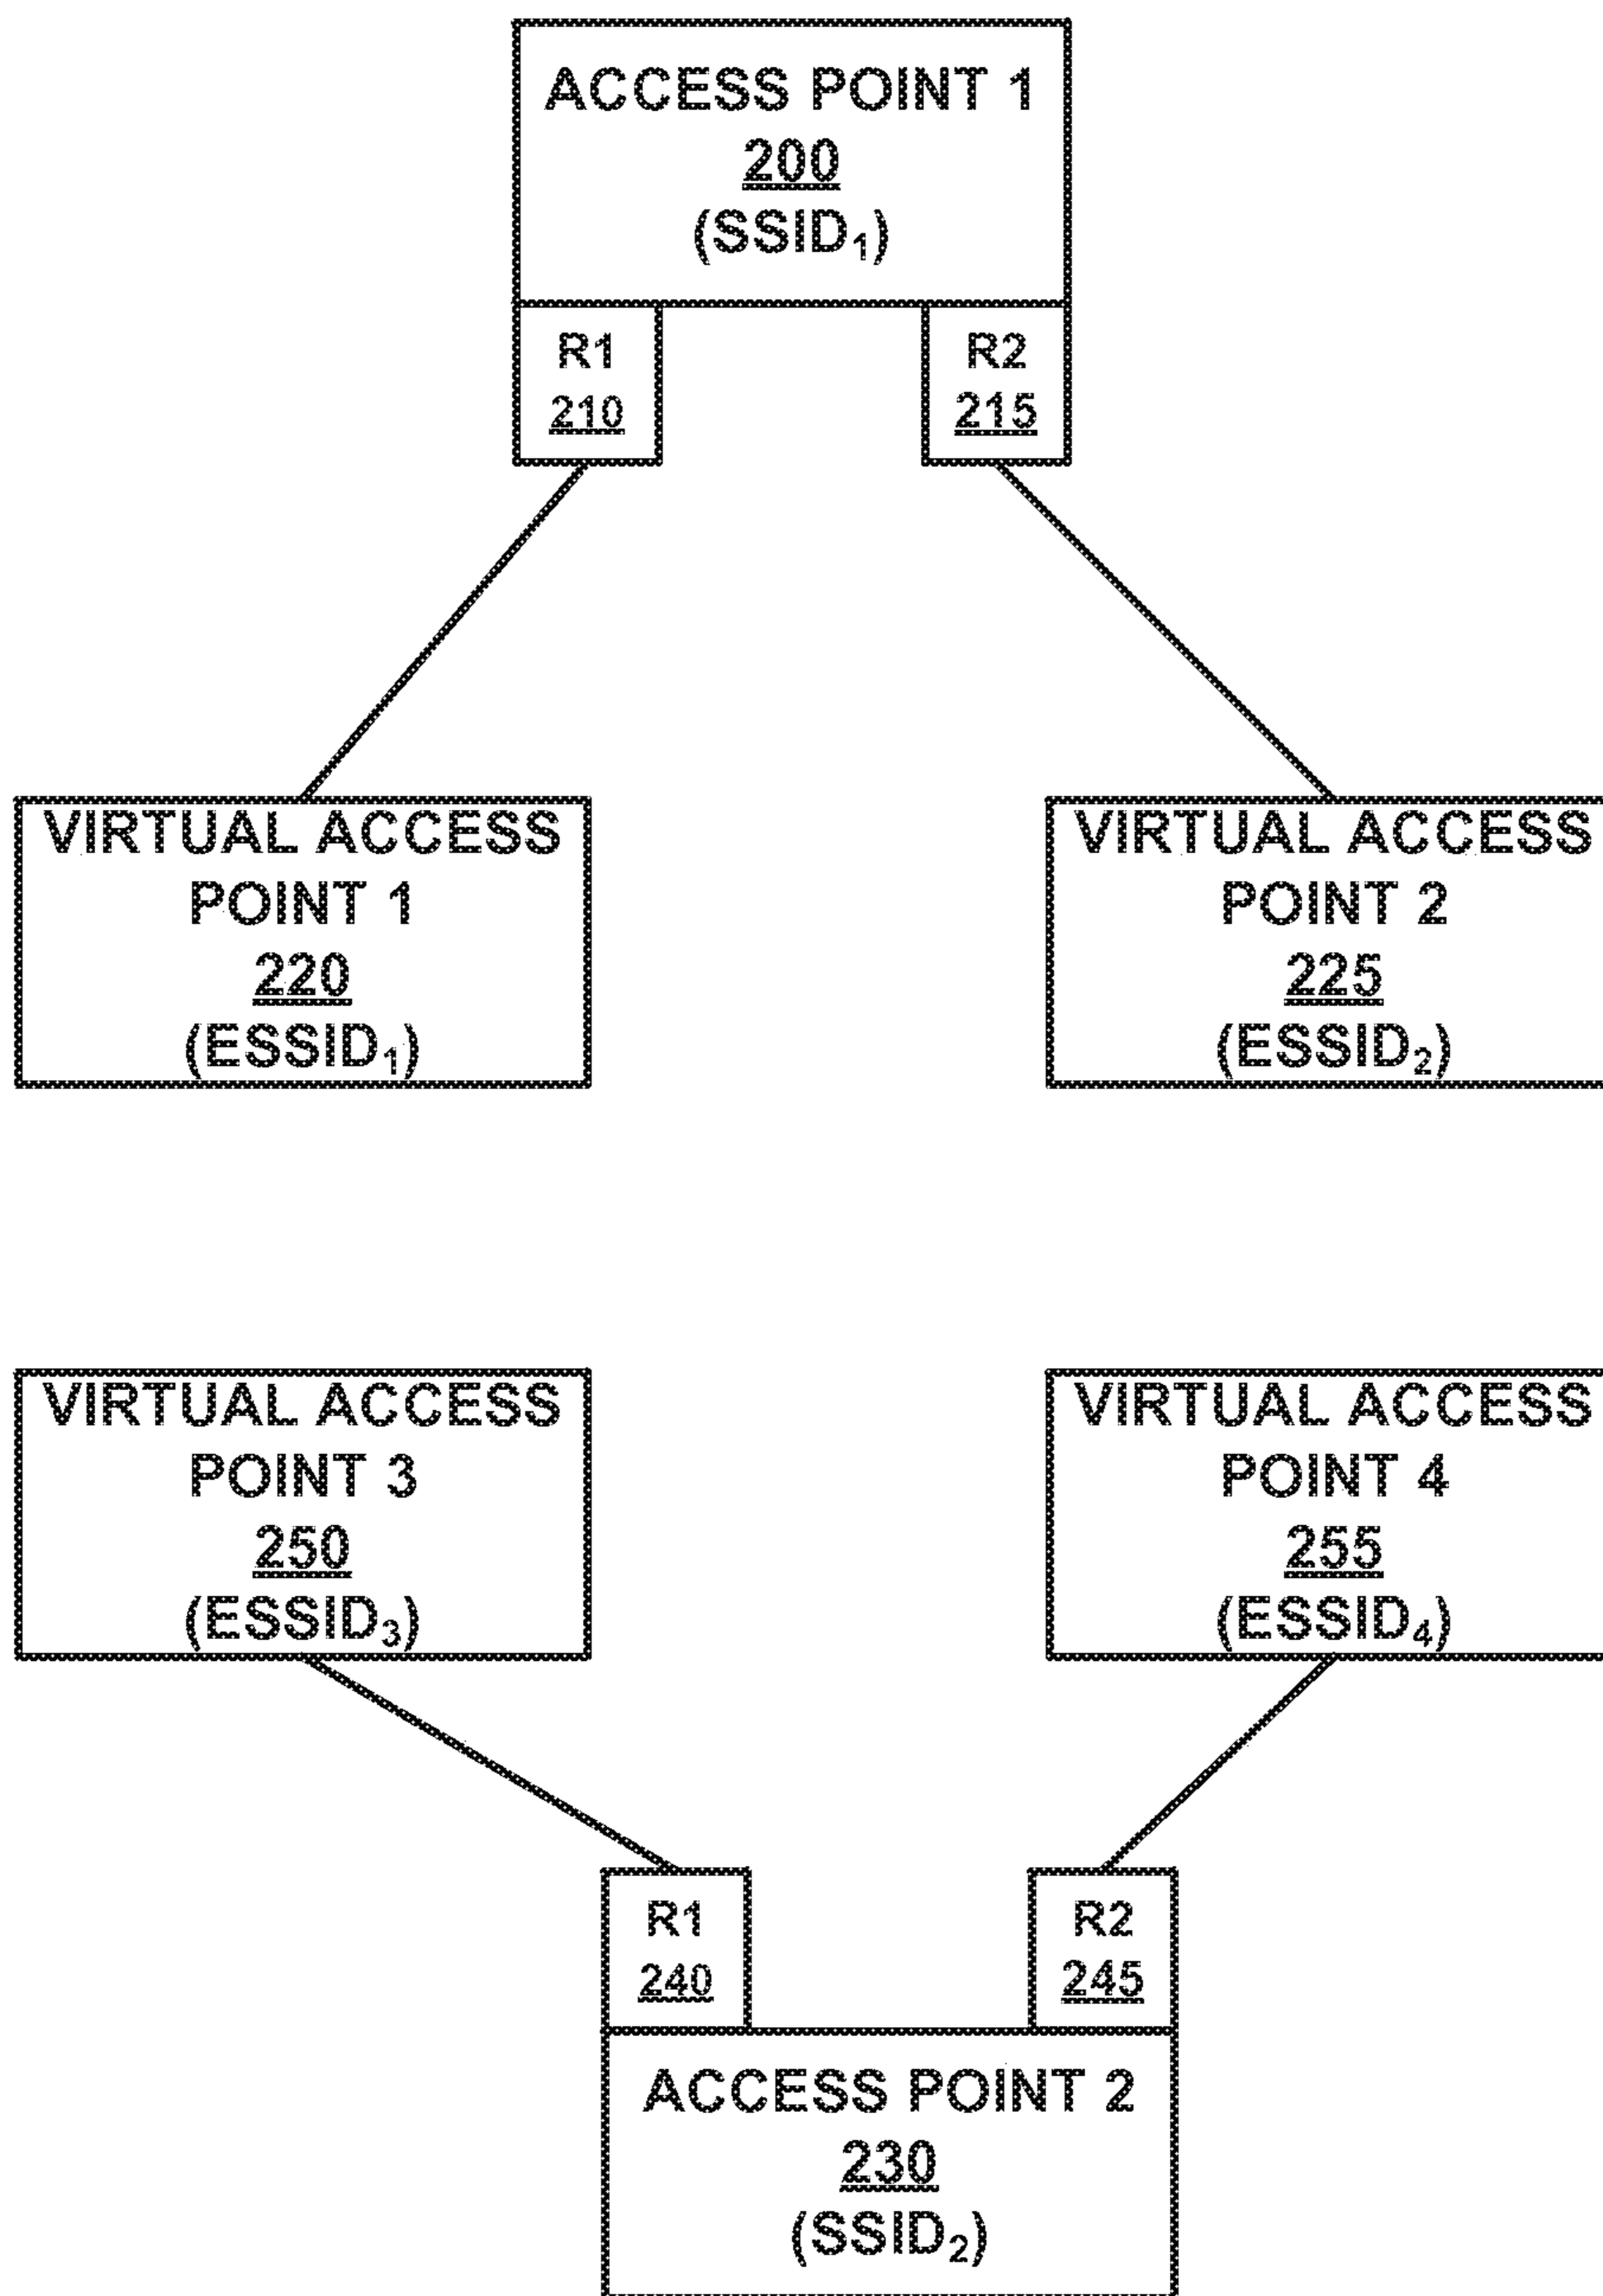 ACCESS POINT 1
200
(SSID₁)
R1
210
R2
215
VIRTUAL ACCESS
POINT 1
220
(ESSID₁)
VIRTUAL ACCESS
POINT 2
225
(ESSID₂)
VIRTUAL ACCESS
POINT 3
250
(ESSID₃)
VIRTUAL ACCESS
POINT 4
255
(ESSID₄)
R1
240
R2
245
ACCESS POINT 2
230
(SSID₂)